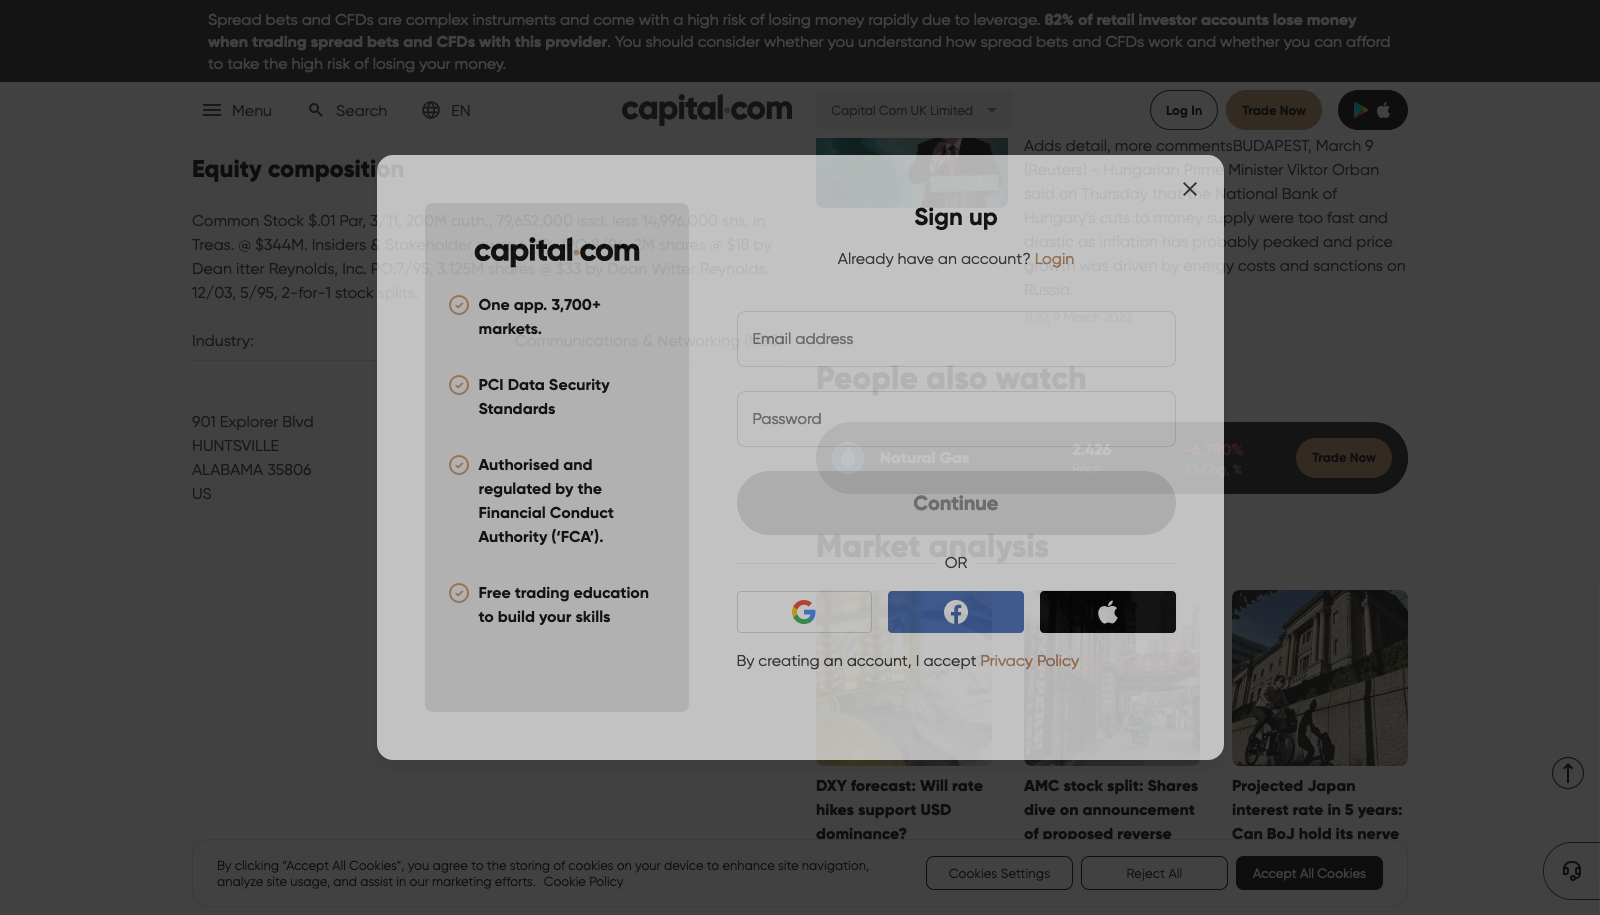 Spread bets and CFDs are complex instruments and come with a high risk of losing money rapidly due to leverage. 82% of retail investor accounts lose money
when trading spread bets and CFDs with this provider. You should consider whether you understand how spread bets and CFDs work and whether you can afford
to take the high risk of losing your money.
Menu
Search
EN
capital.com
Capital Com UK Limited
Log In
Trade Now
Equity composition
Common Stock $.01 Par, 3/11, 200M auth., 79,652,000 issd. less 14,996,000 shs. in
Treas. @ $344M. Insiders & Stakeholder
shares @ $18 by
Dean itter Reynolds, Inc. PO:7/95, 3.125M shares @ $33 by Dean Witter Reynolds.
12/03, 5/95, 2-for-1 stock splits.
Industry:
Communications & Networking
901 Explorer Blvd
HUNTSVILLE
ALABAMA 35806
US
Adds detail, more commentsBUDAPEST, March 9
(Reuters) - Hungarian Prime Minister Viktor Orban
said on Thursday that the National Bank of
Hungary's cuts to money supply were too fast and
drastic as inflation has probably peaked and price
growth was driven by energy costs and sanctions on
Russia.
11:37, 9 March 2023
People also watch
Natural Gas
2.426
Price
1D Chg, %
Trade Now
Market analysis
DXY forecast: Will rate
hikes support USD
dominance?
AMC stock split: Shares
dive on announcement
of proposed reverse
Projected Japan
interest rate in 5 years:
Can BoJ hold its nerve
capital.com
One app. 3,700+
markets.
PCI Data Security
Standards
Authorised and
regulated by the
Financial Conduct
Authority (‘FCA’).
Free trading education
to build your skills
Sign up
Already have an account? Login
Email address
Password
Continue
OR
By creating an account, I accept Privacy Policy
By clicking “Accept All Cookies”, you agree to the storing of cookies on your device to enhance site navigation,
analyze site usage, and assist in our marketing efforts. Cookie Policy
Cookies Settings
Reject All
Accept All Cookies